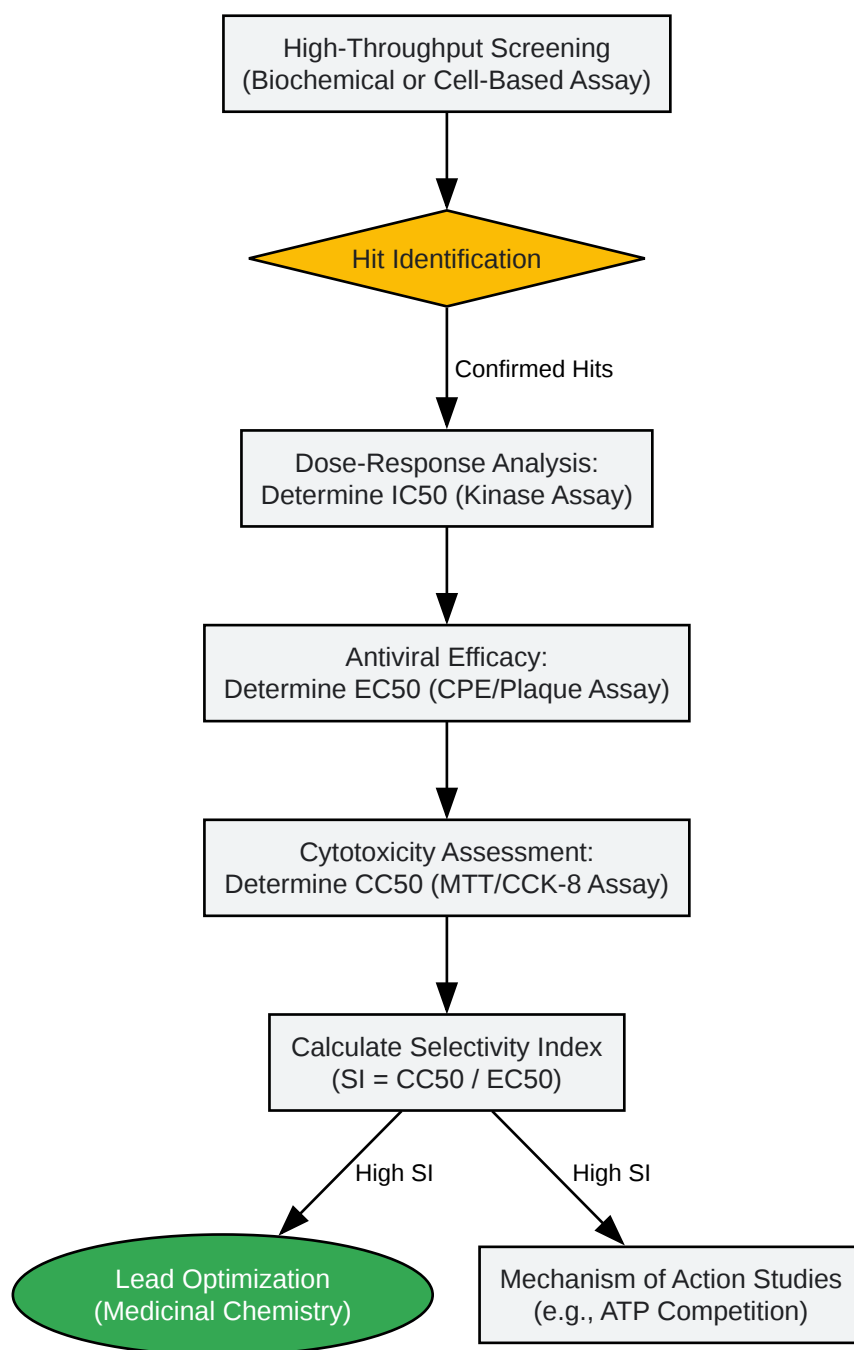 High-Throughput Screening
(Biochemical or Cell-Based Assay)
Hit Identification
Confirmed Hits
Dose-Response Analysis:
Determine IC50 (Kinase Assay)
Antiviral Efficacy:
Determine EC50 (CPE/Plaque Assay)
Cytotoxicity Assessment:
Determine CC50 (MTT/CCK-8 Assay)
Calculate Selectivity Index
(SI = CC50 / EC50)
High SI
High SI
Lead Optimization
(Medicinal Chemistry)
Mechanism of Action Studies
(e.g., ATP Competition)